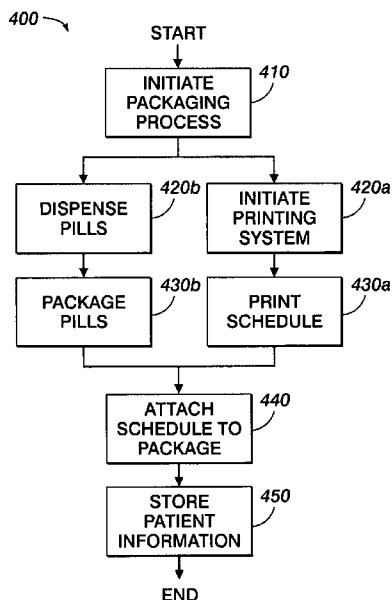 400
START
410
INITIATE
PACKAGING
PROCESS
420b
DISPENSE
PILLS
420a
INITIATE
PRINTING
SYSTEM
430b
PACKAGE
PILLS
430a
PRINT
SCHEDULE
440
ATTACH
SCHEDULE TO
PACKAGE
450
STORE
PATIENT
INFORMATION
END